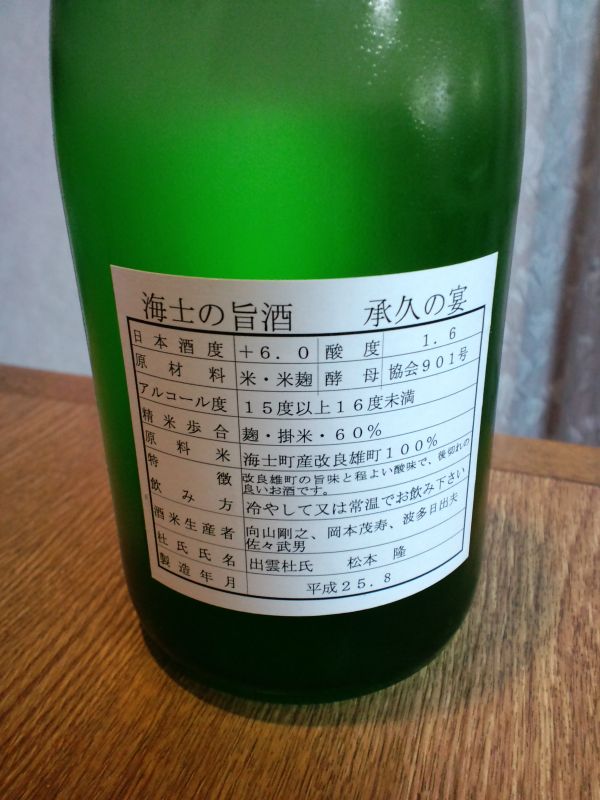 海士の旨酒 承久の宴
日本酒度 +6.0 酸度 1.6
原材料 米・米麹 酵母 協会901号
アルコール度 15度以上16度未満
精米歩合 麹・掛米・60%
原料米 海士町産改良雄町100%
特徴 改良雄町の旨味と程よい酸味で、後切れの
良いお酒です。
飲み方 冷やして又は常温でお飲み下さい
酒米生産者 向山剛之、岡本茂寿、波多日出夫
佐々武男
杜氏氏名 出雲杜氏 松本 隆
製造年月 平成25.8